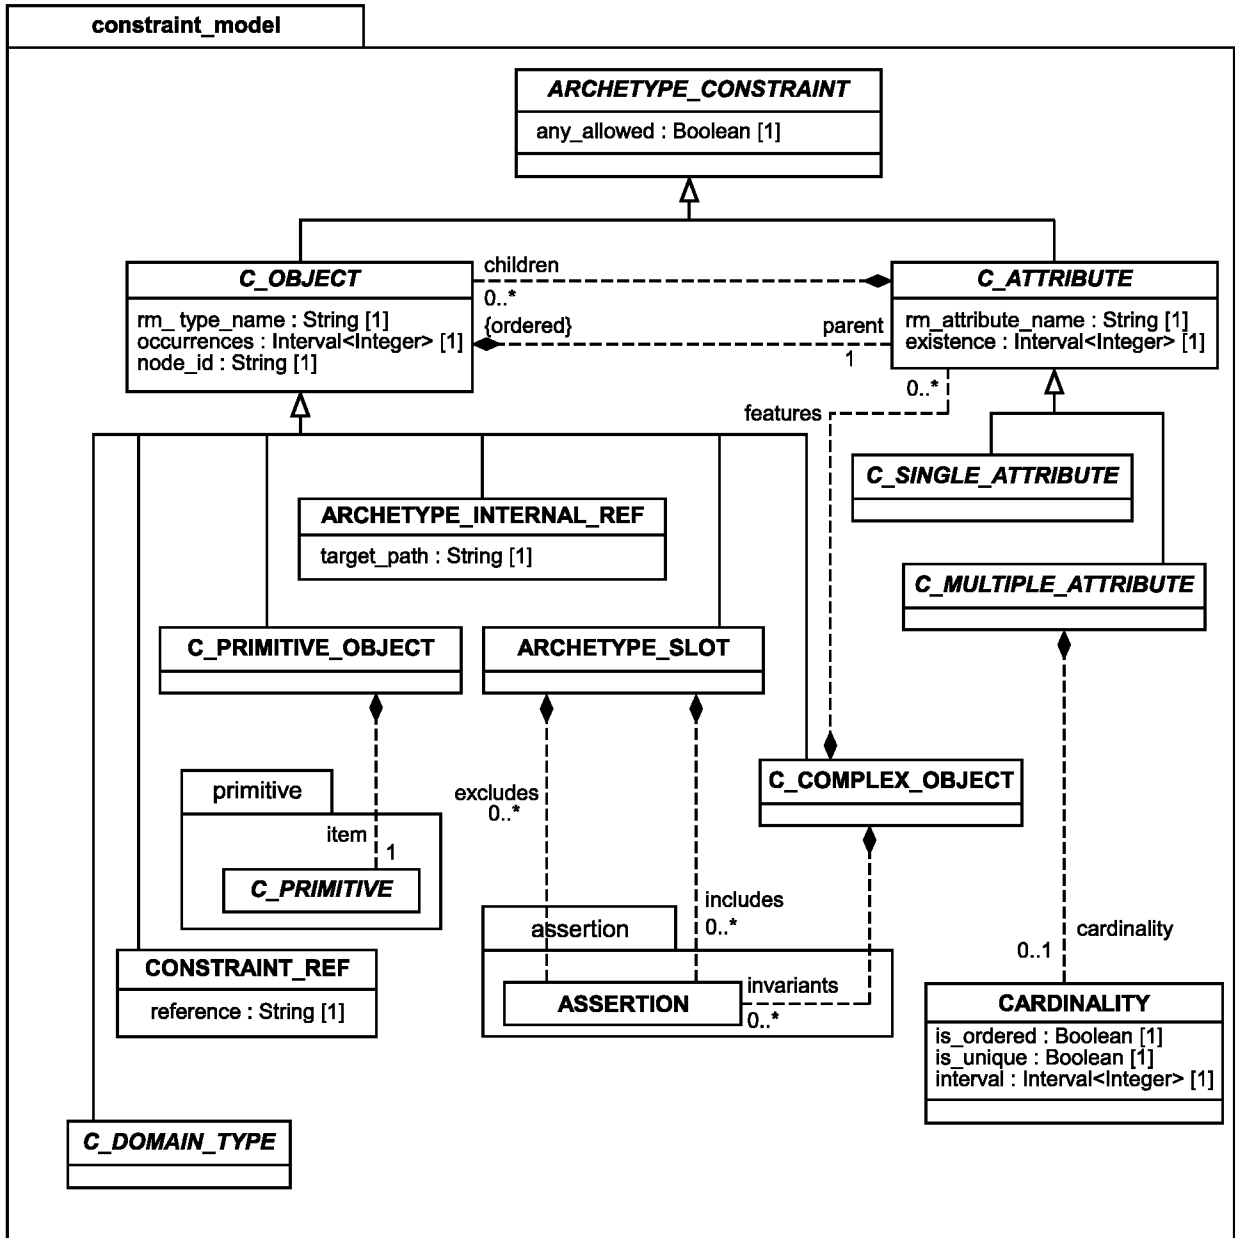 constraint_model
ARCHETYPE_CONSTRAINT
any_allowed : Boolean [1]
C_OBJECT
rm_ type_name : String [1]
occurrences : Interval<Integer> [1]
node_id : String [1]
children
0..*
{ordered}
parent
1
C_ATTRIBUTE
rm_attribute_name : String [1]
existence : Interval<Integer> [1]
0..*
features
C_SINGLE_ATTRIBUTE
ARCHETYPE_INTERNAL_REF
target_path : String [1]
C_MULTIPLE_ATTRIBUTE
C_PRIMITIVE_OBJECT
ARCHETYPE_SLOT
C_COMPLEX_OBJECT
primitive
item
1
C_PRIMITIVE
excludes
0..*
includes
0..*
assertion
ASSERTION
invariants
0..*
cardinality
0..1
CONSTRAINT_REF
reference : String [1]
CARDINALITY
is_ordered : Boolean [1]
is_unique : Boolean [1]
interval : Interval<Integer> [1]
C_DOMAIN_TYPE